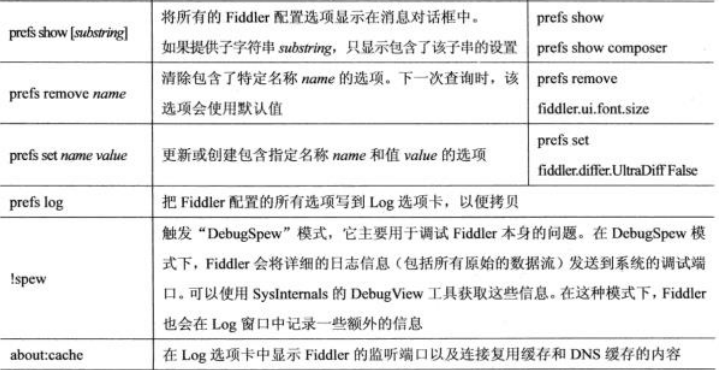 prefs show [substring]
将所有的 Fiddler 配置选项显示在消息对话框中。
如果提供子字符串 substring，只显示包含了该子串的设置
prefs show
prefs show composer
prefs remove name
清除包含了特定名称 name 的选项。下一次查询时，该
选项会使用默认值
prefs remove
fiddler.ui.font.size
prefs set name value
更新或创建包含指定名称 name 和值 value 的选项
prefs set
fiddler.differ.UltraDiff False
prefs log
把 Fiddler 配置的所有选项写到 Log 选项卡，以便拷贝
!spew
触发“DebugSpew”模式，它主要用于调试 Fiddler 本身的问题。在 DebugSpew 模
式下，Fiddler 会将详细的日志信息（包括所有原始的数据流）发送到系统的调试端
口。可以使用 SysInternals 的 DebugView 工具获取这些信息。在这种模式下，Fiddler
也会在 Log 窗口中记录一些额外的信息
about:cache
在 Log 选项卡中显示 Fiddler 的监听端口以及连接复用缓存和 DNS 缓存的内容